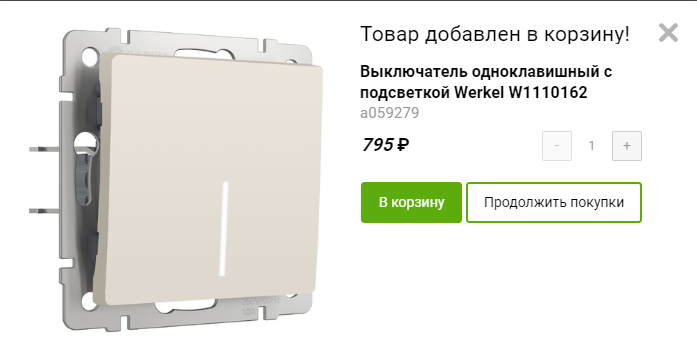 Товар добавлен в корзину!
Выключатель одноклавишный с
подсветкой Werkel W1110162
a059279
795 ₽
- 1 +
В корзину
Продолжить покупки